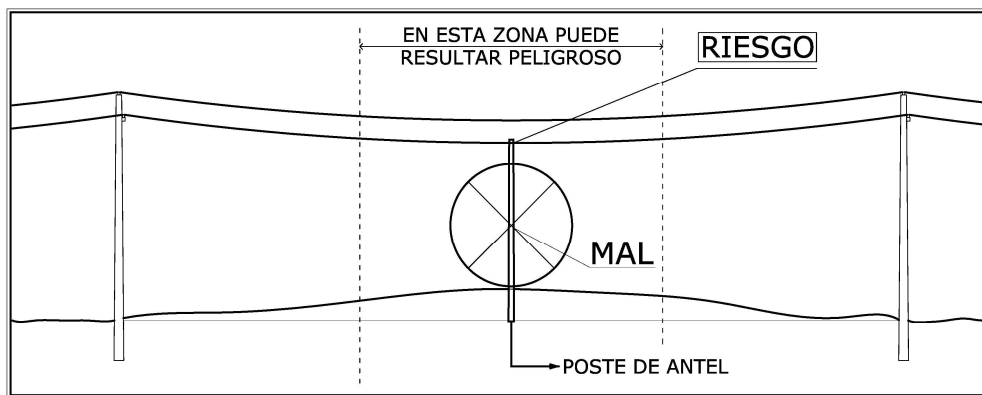 EN ESTA ZONA PUEDE
RESULTAR PELIGROSO
RIESGO
MAL
POSTE DE ANTEL